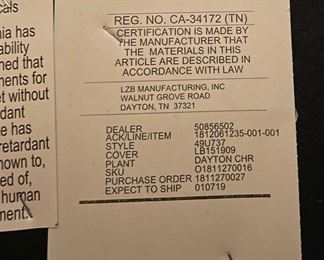 cals
nia has
ability
ned that
ments for
et without
dant
e has
retardant
nown to,
ed of,
human
ment.
REG. NO. CA-34172 (TN)
CERTIFICATION IS MADE BY
THE MANUFACTURER THAT
THE MATERIALS IN THIS
ARTICLE ARE DESCRIBED IN
ACCORDANCE WITH LAW
LZB MANUFACTURING, INC
WALNUT GROVE ROAD
DAYTON, TN 37321
DEALER 50856502
ACK/LINE/ITEM 1812061235-001-001
STYLE 49U737
COVER LB151909
PLANT DAYTON CHR
SKU O1811270016
PURCHASE ORDER 1811270027
EXPECT TO SHIP 010719